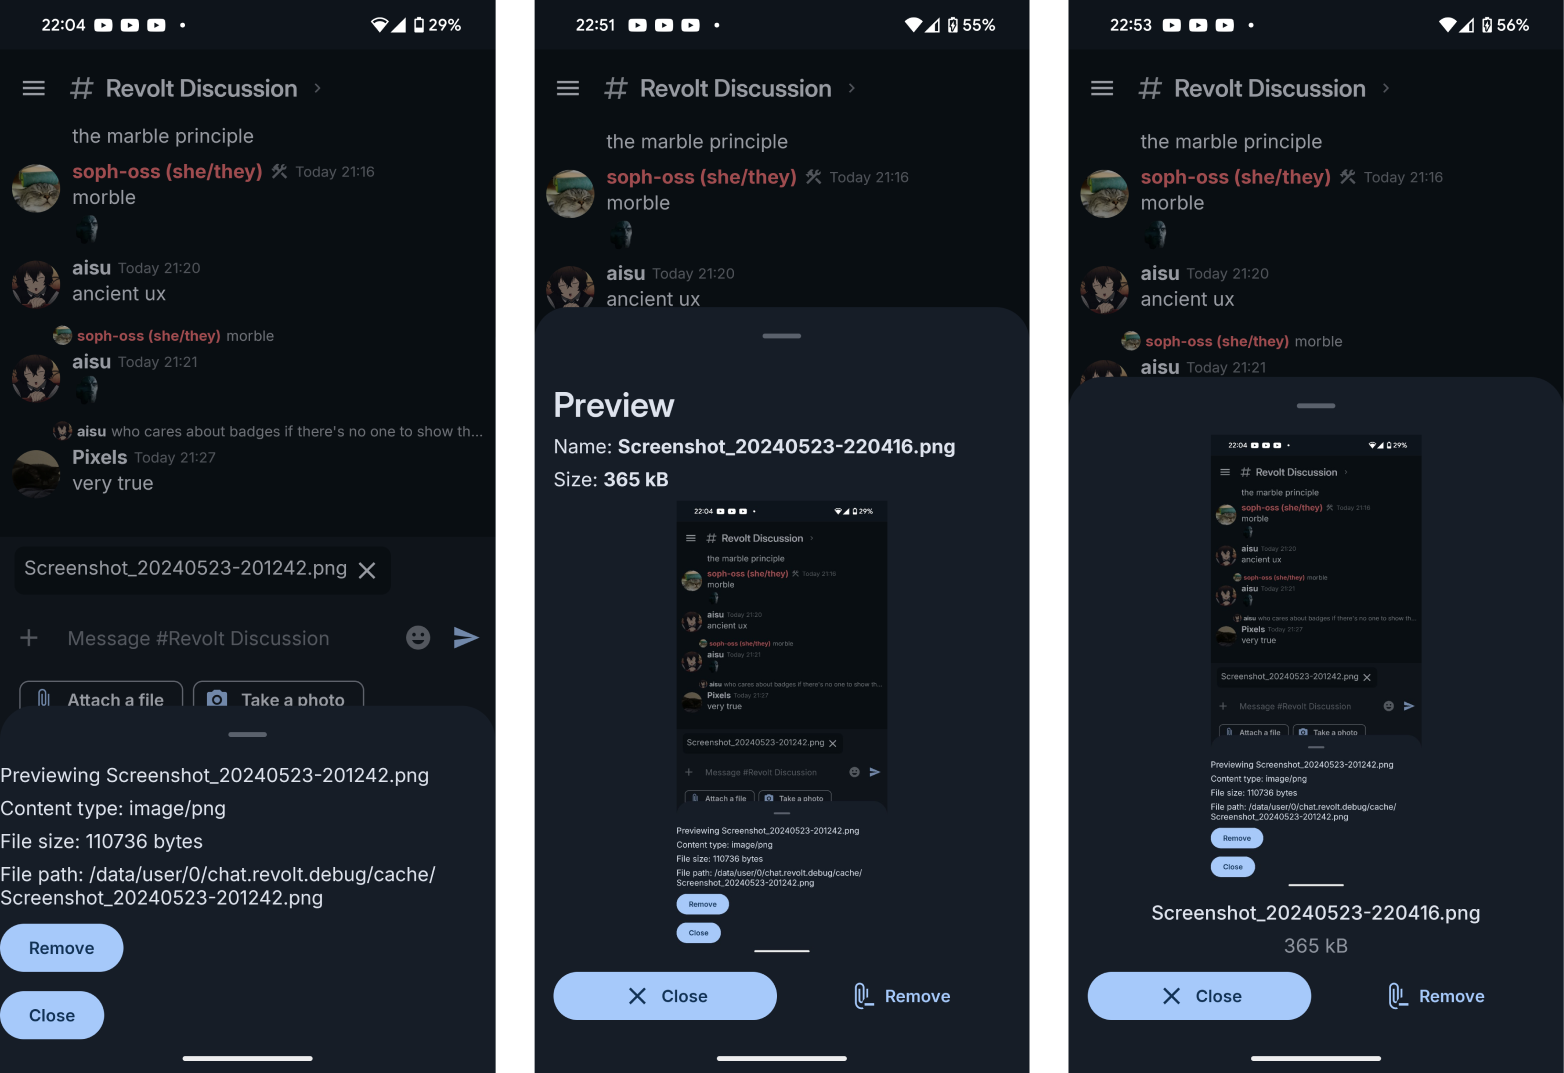 22:04
29%
# Revolt Discussion
the marble principle
soph-oss (she/they) Today 21:16
morble
aisu Today 21:20
ancient ux
soph-oss (she/they) morble
aisu Today 21:21
aisu who cares about badges if there's no one to show th...
Pixels Today 21:27
very true
Screenshot_20240523-201242.png
Message #Revolt Discussion
Attach a file
Take a photo
Previewing Screenshot_20240523-201242.png
Content type: image/png
File size: 110736 bytes
File path: /data/user/0/chat.revolt.debug/cache/
Screenshot_20240523-201242.png
Remove
Close
22:51
55%
# Revolt Discussion
the marble principle
soph-oss (she/they) Today 21:16
morble
aisu Today 21:20
ancient ux
Preview
Name: Screenshot_20240523-220416.png
Size: 365 kB
22:04
29%
# Revolt Discussion
the marble principle
soph-oss (she/they) Today 21:16
morble
aisu Today 21:20
ancient ux
soph-oss (she/they) morble
aisu Today 21:21
aisu who cares about badges if there's no one to show th...
Pixels Today 21:27
very true
Screenshot_20240523-201242.png
Message #Revolt Discussion
Attach a file
Take a photo
Previewing Screenshot_20240523-201242.png
Content type: image/png
File size: 110736 bytes
File path: /data/user/0/chat.revolt.debug/cache/
Screenshot_20240523-201242.png
Remove
Close
Close
Remove
22:53
56%
# Revolt Discussion
the marble principle
soph-oss (she/they) Today 21:16
morble
aisu Today 21:20
ancient ux
soph-oss (she/they) morble
aisu Today 21:21
22:04
29%
# Revolt Discussion
the marble principle
soph-oss (she/they) Today 21:16
morble
aisu Today 21:20
ancient ux
soph-oss (she/they) morble
aisu Today 21:21
aisu who cares about badges if there's no one to show th...
Pixels Today 21:27
very true
Screenshot_20240523-201242.png
Message #Revolt Discussion
Attach a file
Take a photo
Previewing Screenshot_20240523-201242.png
Content type: image/png
File size: 110736 bytes
File path: /data/user/0/chat.revolt.debug/cache/
Screenshot_20240523-201242.png
Remove
Close
Screenshot_20240523-220416.png
365 kB
Close
Remove